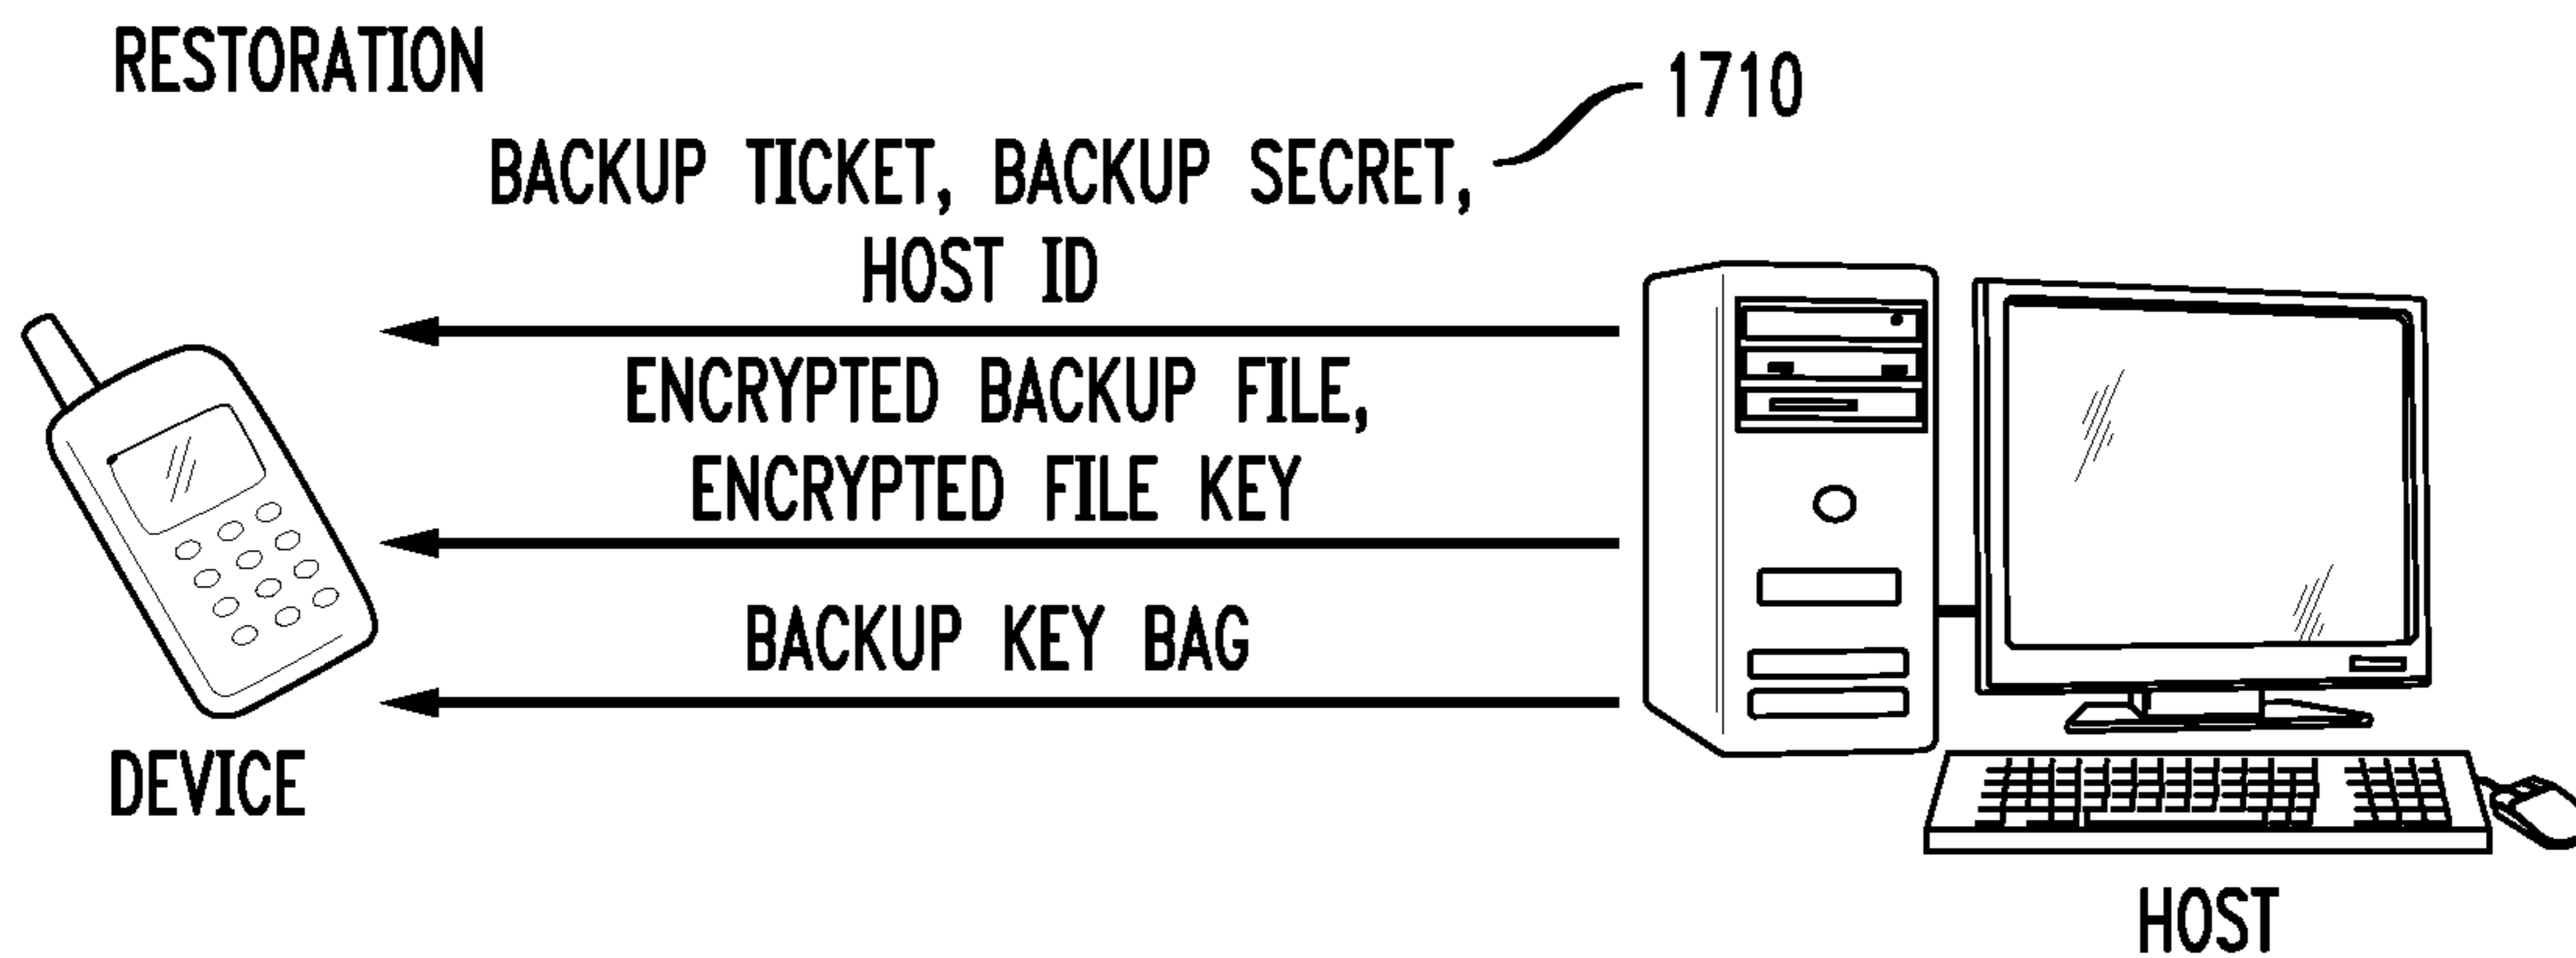 RESTORATION
1710
BACKUP TICKET, BACKUP SECRET,
HOST ID
ENCRYPTED BACKUP FILE,
ENCRYPTED FILE KEY
BACKUP KEY BAG
DEVICE
HOST